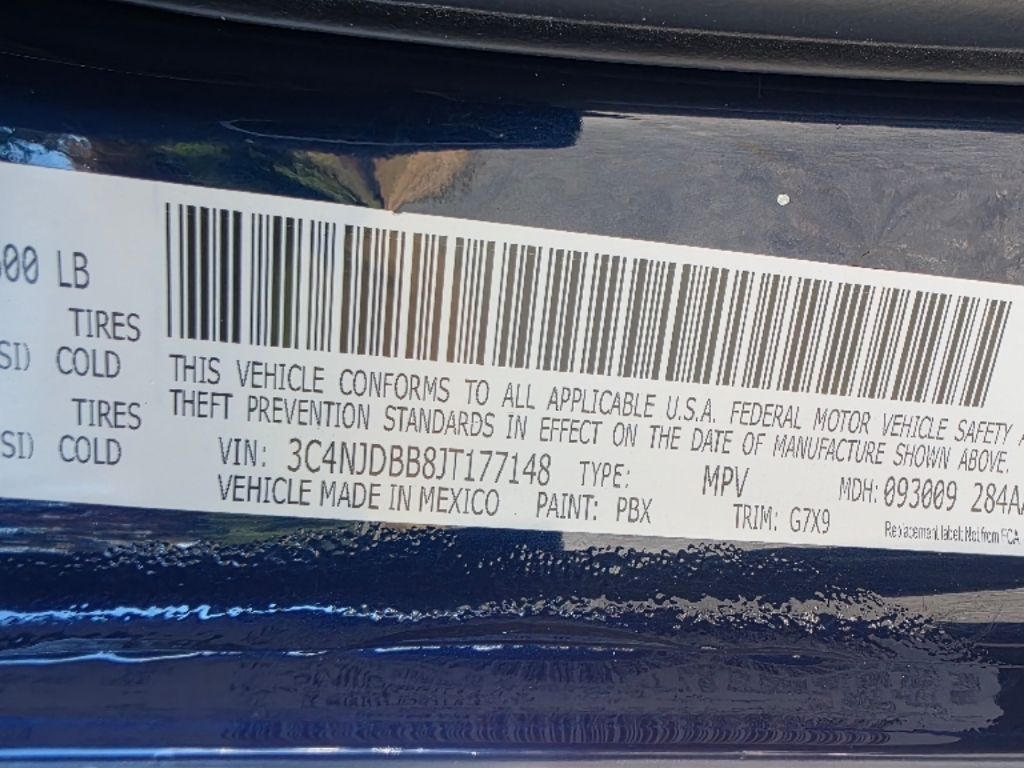 00 LB
TIRES
SI) COLD
TIRES
SI) COLD
THIS VEHICLE CONFORMS TO ALL APPLICABLE U.S.A. FEDERAL MOTOR VEHICLE SAFETY
THEFT PREVENTION STANDARDS IN EFFECT ON THE DATE OF MANUFACTURE SHOWN ABOVE.
VIN: 3C4NJDBB8JT177148 TYPE: MPV MDH: 093009 284A
VEHICLE MADE IN MEXICO PAINT: PBX TRIM: G7X9
Replacement label: Not from FCA